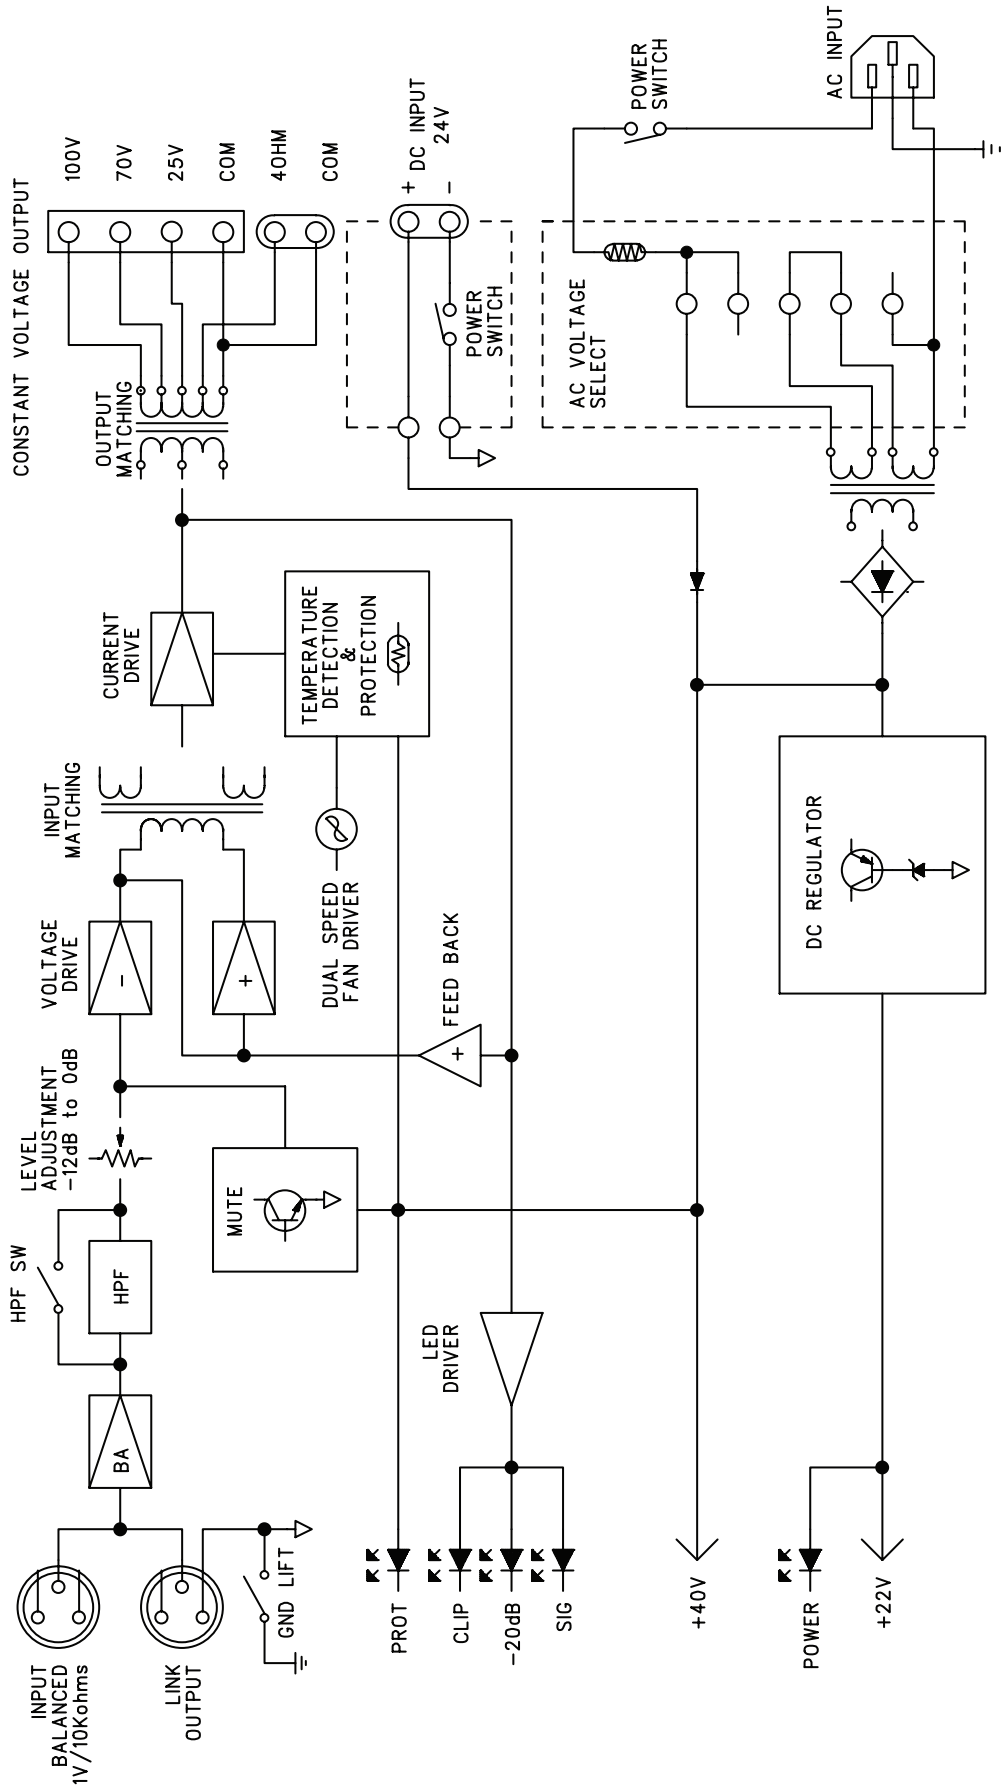 INPUT
BALANCED
1V/10Kohms
LINK
OUTPUT
GND LIFT
BA
HPF SW
HPF
LEVEL
ADJUSTMENT
-12dB to 0dB
MUTE
VOLTAGE
DRIVE
-
+
INPUT
MATCHING
CURRENT
DRIVE
TEMPERATURE
DETECTION
&
PROTECTION
DUAL SPEED
FAN DRIVER
FEED BACK
+
OUTPUT
MATCHING
CONSTANT VOLTAGE OUTPUT
100V
70V
25V
COM
4OHM
COM
LED
DRIVER
PROT
CLIP
-20dB
SIG
DC INPUT
24V
+
-
POWER
SWITCH
AC VOLTAGE
SELECT
POWER
SWITCH
AC INPUT
DC REGULATOR
+40V
POWER
+22V